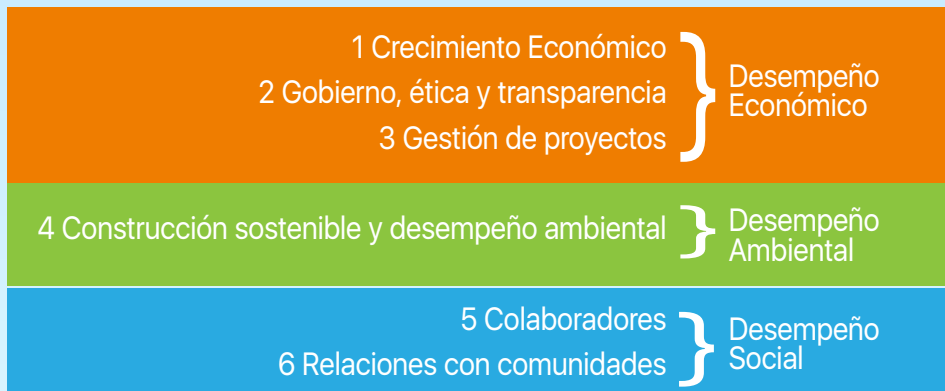 1 Crecimiento Económico
2 Gobierno, ética y transparencia
3 Gestión de proyectos
Desempeño
Económico
4 Construcción sostenible y desempeño ambiental
Desempeño
Ambiental
5 Colaboradores
6 Relaciones con comunidades
Desempeño
Social